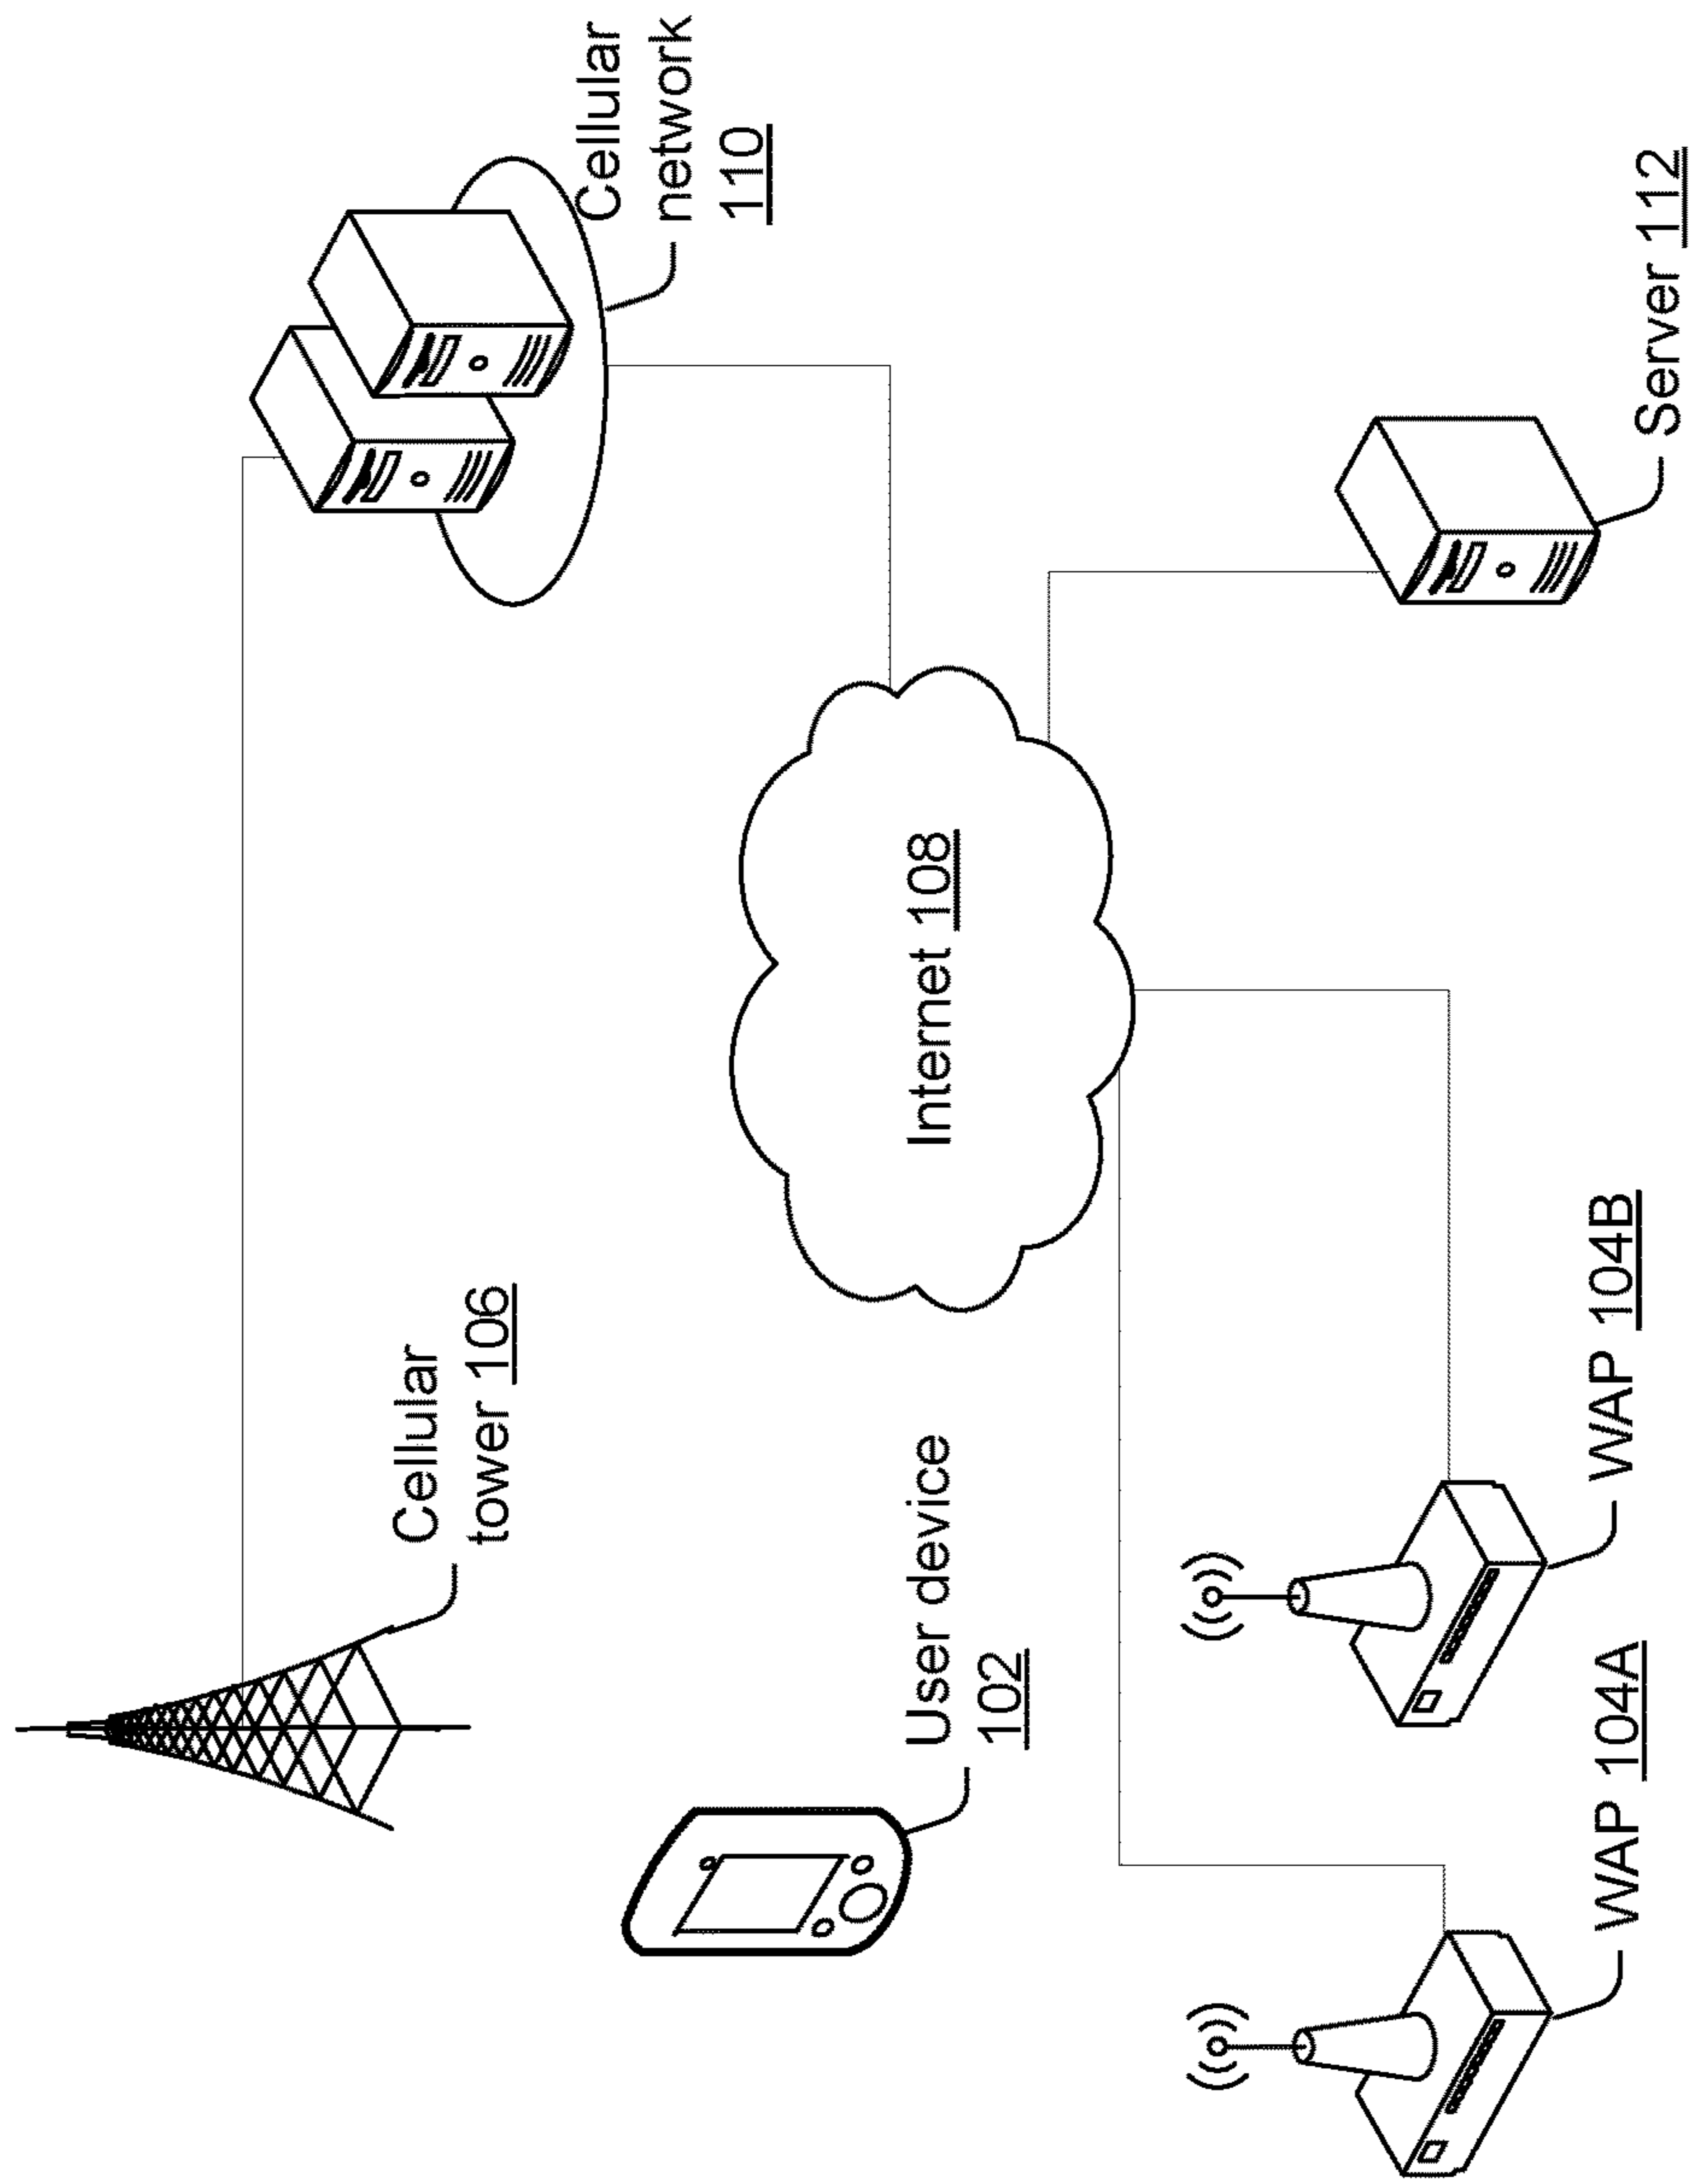 Cellular
tower 106
Cellular
network
110
User device
102
Internet 108
WAP 104A
WAP 104B
Server 112